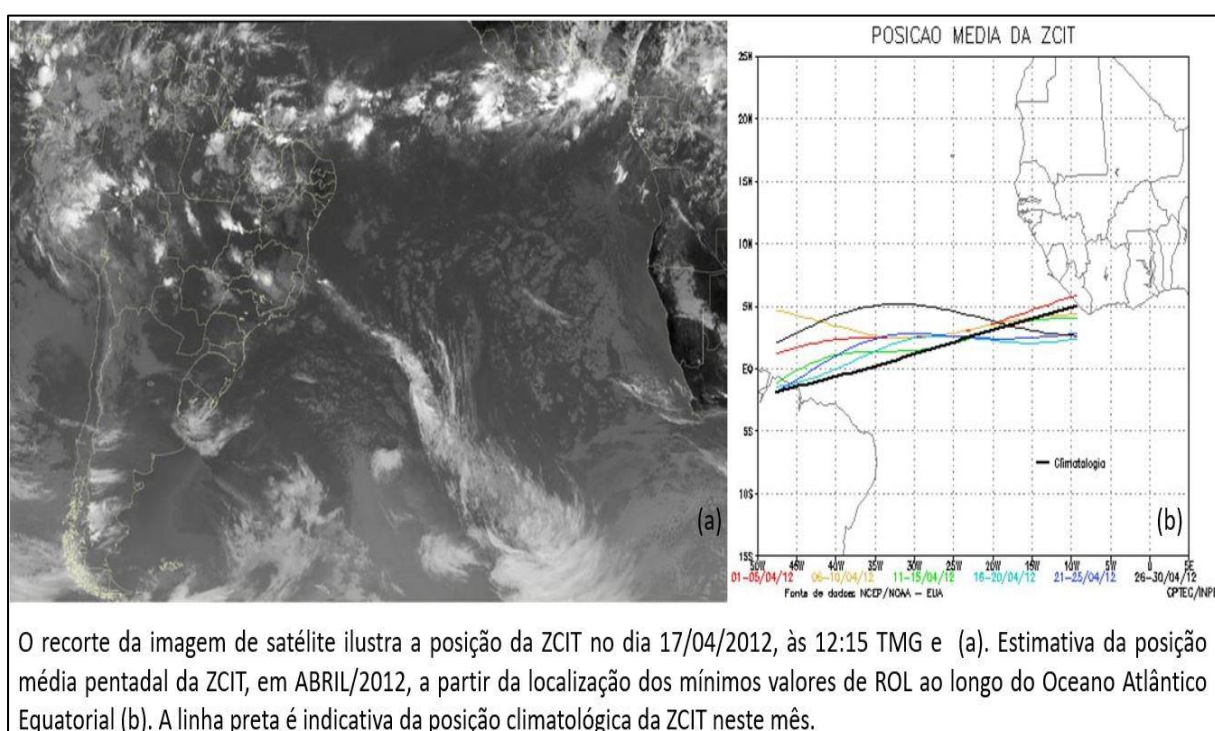 POSICAO MEDIA DA ZCIT
25N
20N
15N
10N
5N
EQ
5S
10S
15S
Climatologia
(a)
(b)
50W 45W 40W 35W 30W 25W 20W 15W 10W 5W 0 5E
01-05/04/12 06-10/04/12 11-15/04/12 16-20/04/12 21-25/04/12 26-30/04/12
Fonte de dados NCEP/NOAA - EUA CPTEC/INPE
O recorte da imagem de satélite ilustra a posição da ZCIT no dia 17/04/2012, às 12:15 TMG e (a). Estimativa da posição
média pentadal da ZCIT, em ABRIL/2012, a partir da localização dos mínimos valores de ROL ao longo do Oceano Atlântico
Equatorial (b). A linha preta é indicativa da posição climatológica da ZCIT neste mês.